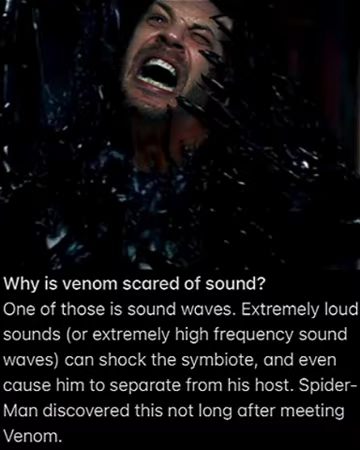 Why is venom scared of sound?
One of those is sound waves. Extremely loud
sounds (or extremely high frequency sound
waves) can shock the symbiote, and even
cause him to separate from his host. Spider-
Man discovered this not long after meeting
Venom.